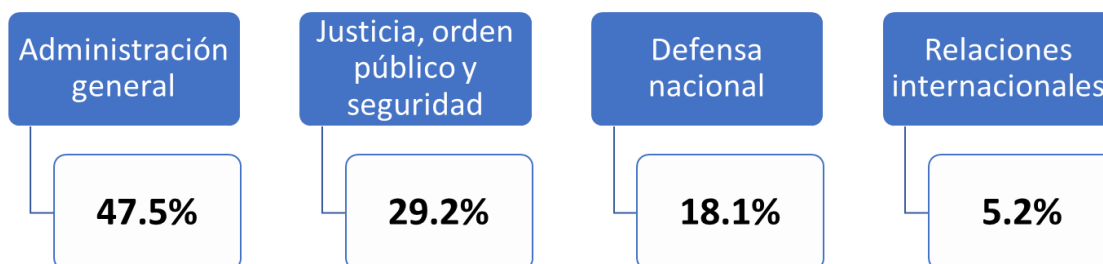 Administración
general
47.5%
Justicia, orden
público y
seguridad
29.2%
Defensa
nacional
18.1%
Relaciones
internacionales
5.2%